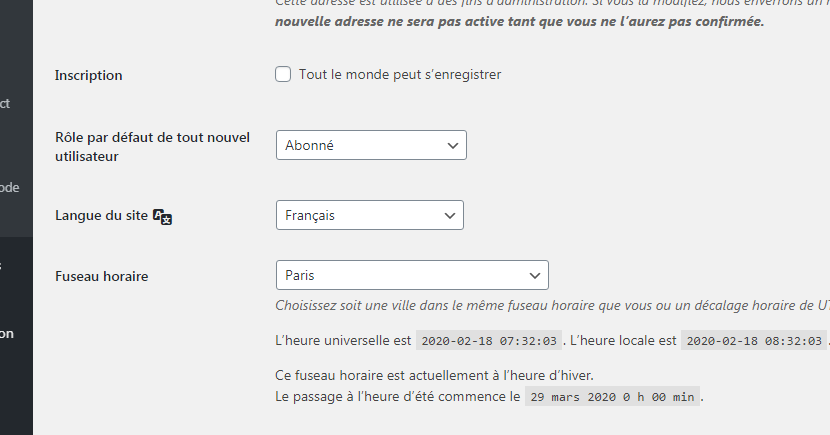 Cette adresse est utilisée à des fins d'administration. Si vous la modifiez, nous enverrons un
nouvelle adresse ne sera pas active tant que vous ne l'aurez pas confirmée.
Inscription
Tout le monde peut s'enregistrer
ct
Rôle par défaut de tout nouvel
utilisateur
Abonné
ode
Langue du site
Français
s
Fuseau horaire
Paris
Choisissez soit une ville dans le même fuseau horaire que vous ou un décalage horaire de UT
on
L'heure universelle est 2020-02-18 07:32:03. L'heure locale est 2020-02-18 08:32:03.
Ce fuseau horaire est actuellement à l'heure d'hiver.
Le passage à l'heure d'été commence le 29 mars 2020 0 h 00 min.